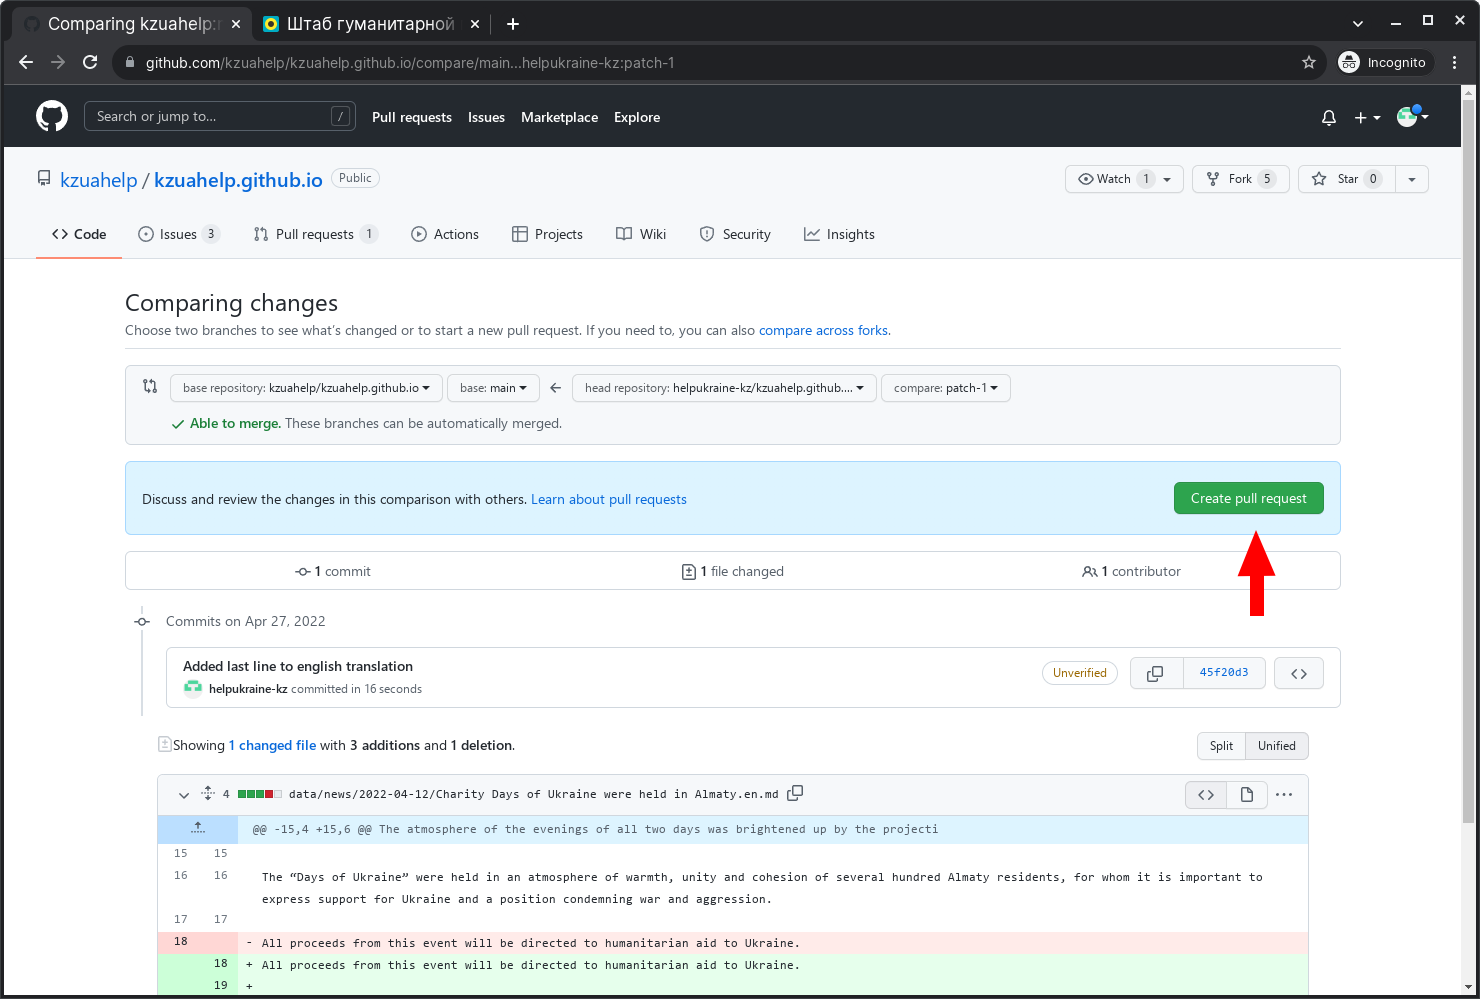 Comparing kzuahelp:
Штаб гуманитарной
github.com/kzuahelp/kzuahelp.github.io/compare/main...helpukraine-kz:patch-1
Incognito
Search or jump to…
/
Pull requests
Issues
Marketplace
Explore
kzuahelp / kzuahelp.github.io
Public
Watch 1
Fork 5
Star 0
Code
Issues 3
Pull requests 1
Actions
Projects
Wiki
Security
Insights
Comparing changes
Choose two branches to see what's changed or to start a new pull request. If you need to, you can also compare across forks.
base repository: kzuahelp/kzuahelp.github.io
base: main
head repository: helpukraine-kz/kzuahelp.github....
compare: patch-1
Able to merge. These branches can be automatically merged.
Discuss and review the changes in this comparison with others. Learn about pull requests
Create pull request
1 commit
1 file changed
1 contributor
Commits on Apr 27, 2022
Added last line to english translation
helpukraine-kz committed in 16 seconds
Unverified
45f20d3
Showing 1 changed file with 3 additions and 1 deletion.
Split
Unified
4 data/news/2022-04-12/Charity Days of Ukraine were held in Almaty.en.md
@@ -15,4 +15,6 @@ The atmosphere of the evenings of all two days was brightened up by the projecti
15 15
16 16 The “Days of Ukraine” were held in an atmosphere of warmth, unity and cohesion of several hundred Almaty residents, for whom it is important to
express support for Ukraine and a position condemning war and aggression.
17 17
18 - All proceeds from this event will be directed to humanitarian aid to Ukraine.
18 + All proceeds from this event will be directed to humanitarian aid to Ukraine.
19 +